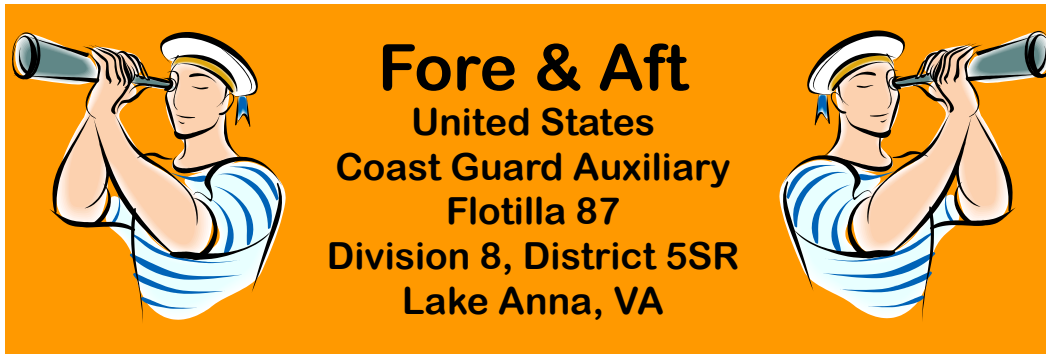 Fore & Aft
United States
Coast Guard Auxiliary
Flotilla 87
Division 8, District 5SR
Lake Anna, VA